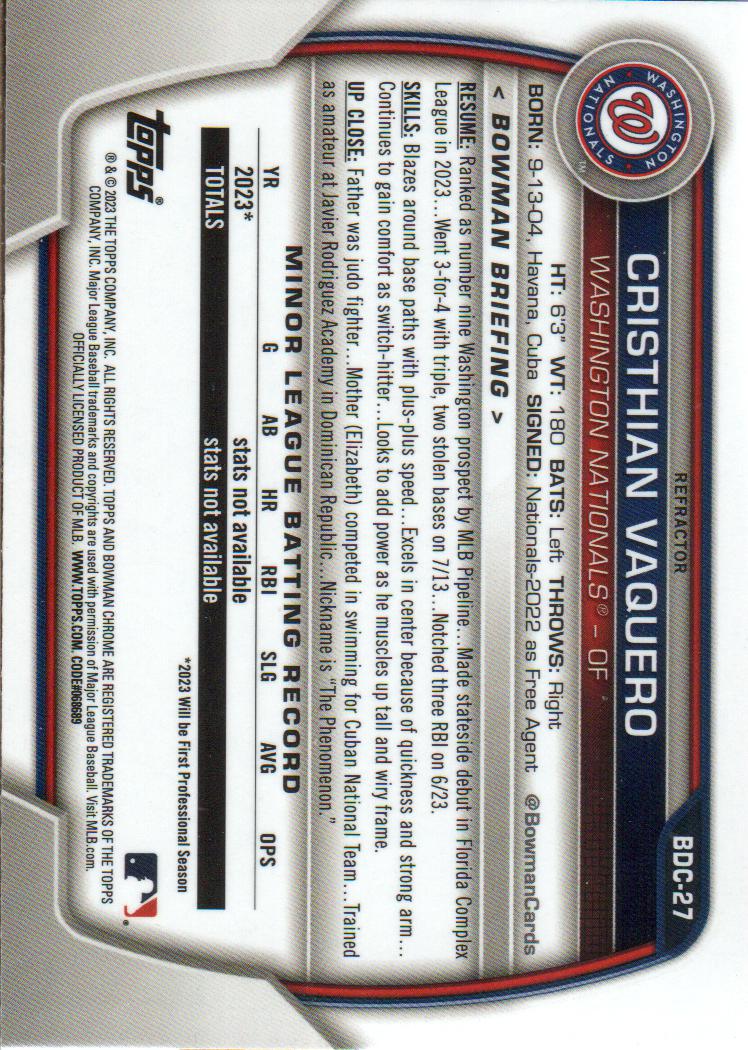 BDC-27
REFRACTOR
CRISTHIAN VAQUERO
WASHINGTON NATIONALS® – OF
WASHINGTON NATIONALS ™
HT: 6'3" WT: 180 BATS: Left THROWS: Right
BORN: 9-13-04, Havana, Cuba SIGNED: Nationals-2022 as Free Agent @BowmanCards
< BOWMAN BRIEFING >
RESUME: Ranked as number nine Washington prospect by MLB Pipeline…Made stateside debut in Florida Complex
League in 2023…Went 3-for-4 with triple, two stolen bases on 7/13…Notched three RBI on 6/23.
SKILLS: Blazes around base paths with plus-plus speed…Excels in center because of quickness and strong arm…
Continues to gain comfort as switch-hitter…Looks to add power as he muscles up tall and wiry frame.
UP CLOSE: Father was judo fighter…Mother (Elizabeth) competed in swimming for Cuban National Team…Trained
as amateur at Javier Rodriguez Academy in Dominican Republic…Nickname is "The Phenomenon."
MINOR LEAGUE BATTING RECORD
YR G AB HR RBI SLG AVG OPS
2023* stats not available
TOTALS stats not available
*2023 Will be First Professional Season
topps®
® & © 2023 THE TOPPS COMPANY, INC. ALL RIGHTS RESERVED. TOPPS AND BOWMAN CHROME ARE REGISTERED TRADEMARKS OF THE TOPPS
COMPANY, INC. Major League Baseball trademarks and copyrights are used with permission of Major League Baseball. Visit MLB.com.
OFFICIALLY LICENSED PRODUCT OF MLB. WWW.TOPPS.COM. CODE#068689